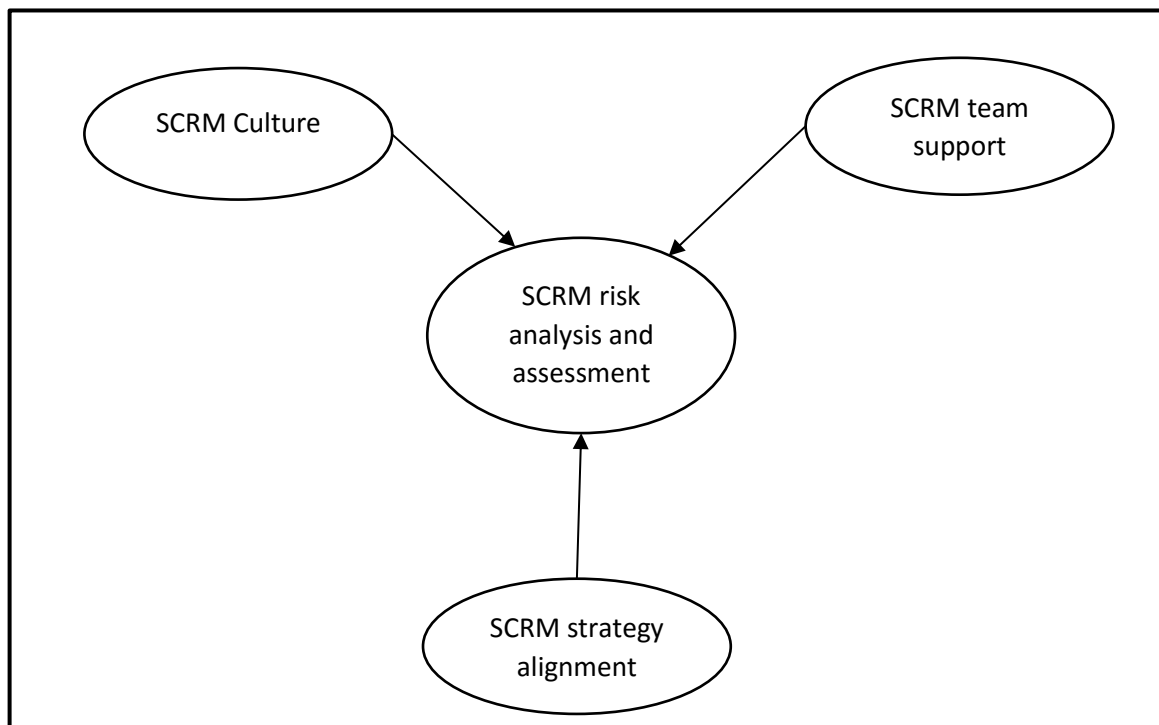 SCRM Culture
SCRM team
support
SCRM risk
analysis and
assessment
SCRM strategy
alignment